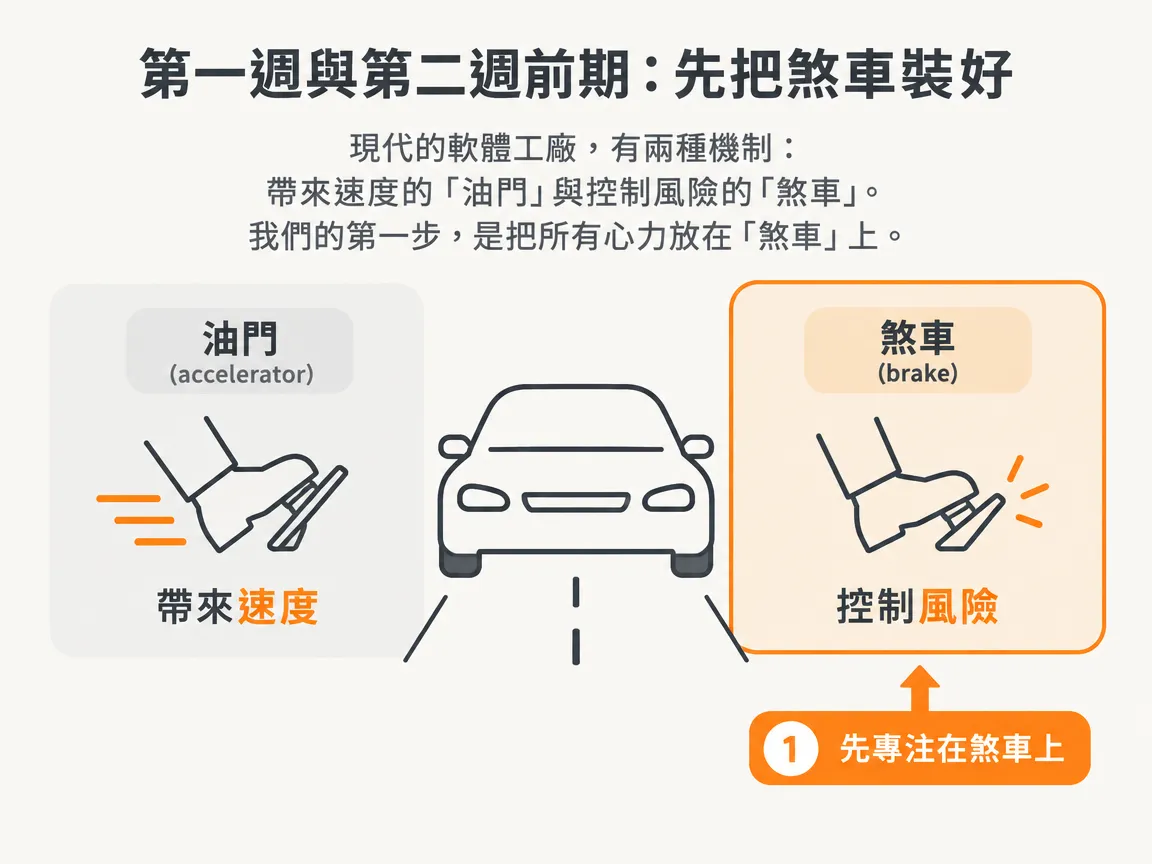 第一週與第二週前期：先把煞車裝好
現代的軟體工廠，有兩種機制：
帶來速度的「油門」與控制風險的「煞車」。
我們的第一步，是把所有心力放在「煞車」上。
油門
(accelerator)
帶來速度
煞車
(brake)
控制風險
1 先專注在煞車上